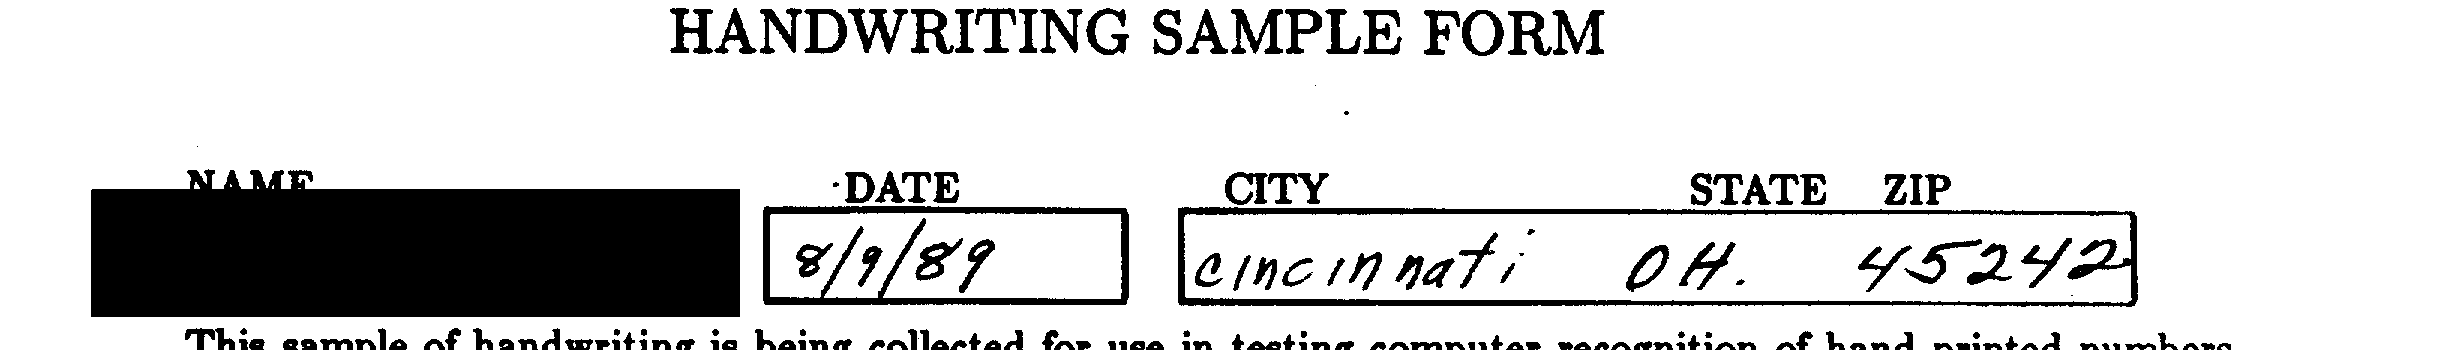 HANDWRITING SAMPLE FORM
NAME DATE CITY STATE ZIP
8/9/89 cincinnati OH. 45242
This sample of handwriting is being collected for use in testing computer recognition of hand printed numbers